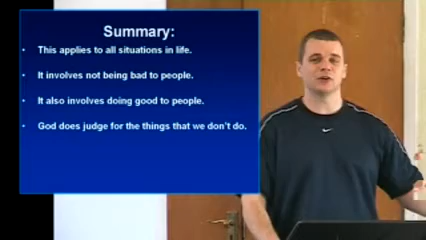 Summary:
• This applies to all situations in life.
• It involves not being bad to people.
• It also involves doing good to people.
• God does judge for the things that we don't do.